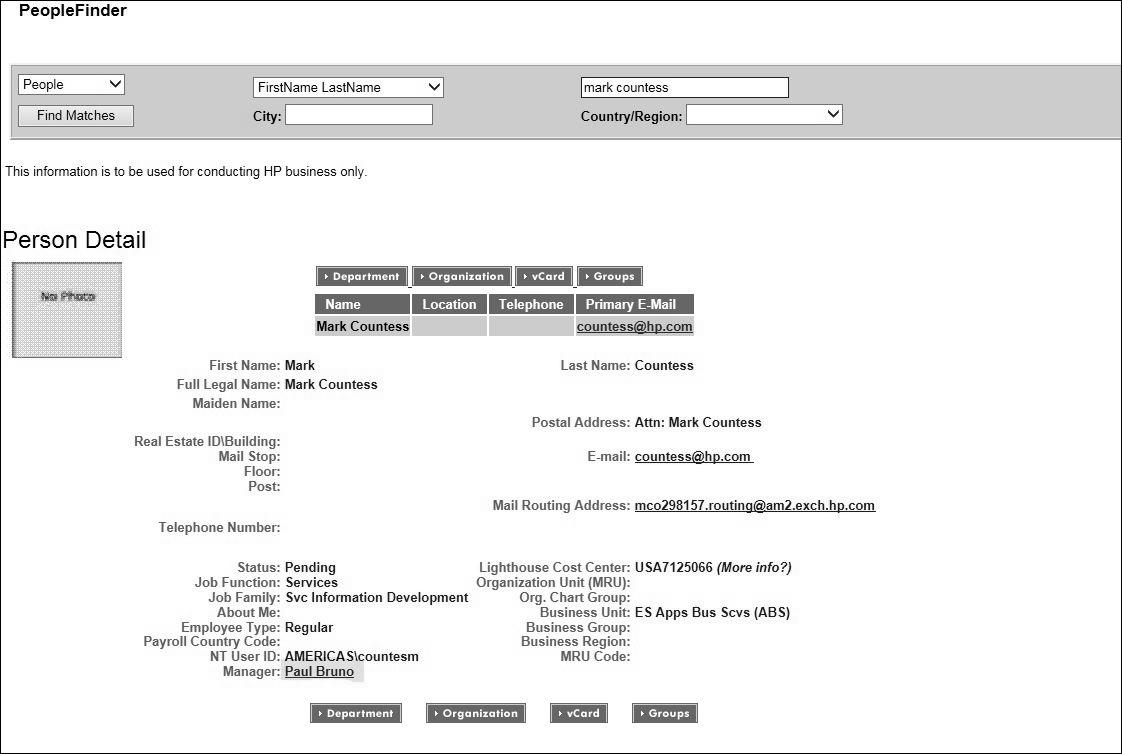 PeopleFinder
People FirstName LastName mark countess
Find Matches City: Country/Region:
This information is to be used for conducting HP business only.
Person Detail
No Photo
Department Organization vCard Groups
Name Location Telephone Primary E-Mail
Mark Countess countess@hp.com
First Name: Mark Last Name: Countess
Full Legal Name: Mark Countess
Maiden Name:
Postal Address: Attn: Mark Countess
Real Estate ID\Building:
Mail Stop: E-mail: countess@hp.com
Floor:
Post:
Mail Routing Address: mco298157.routing@am2.exch.hp.com
Telephone Number:
Status: Pending Lighthouse Cost Center: USA7125066 (More info?)
Job Function: Services Organization Unit (MRU):
Job Family: Svc Information Development Org. Chart Group:
About Me: Business Unit: ES Apps Bus Scvs (ABS)
Employee Type: Regular Business Group:
Payroll Country Code: Business Region:
NT User ID: AMERICAS\countesm MRU Code:
Manager: Paul Bruno
Department Organization vCard Groups